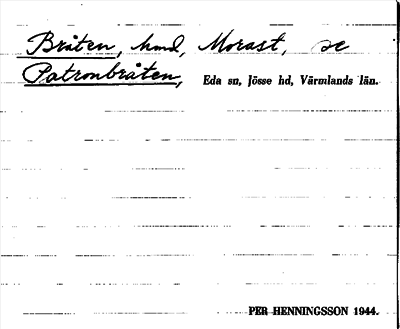 Bråten, hmd, Morast, se
Patronbråten, Eda sn, Jösse hd, Värmlands län.
PER HENNINGSSON 1944.